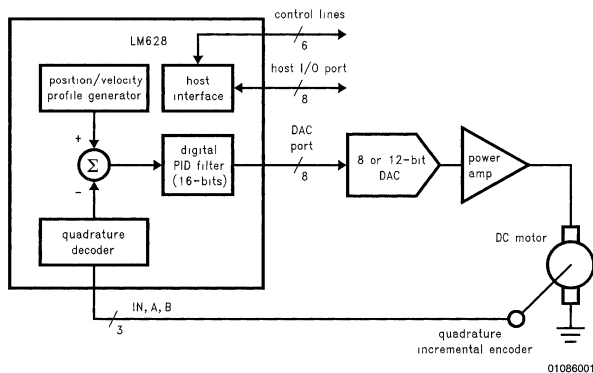 control lines
6
LM628
host I/O port
8
position/velocity
profile generator
host
interface
+
Σ
−
digital
PID filter
(16-bits)
DAC
port
8
8 or 12-bit
DAC
power
amp
quadrature
decoder
DC motor
IN, A, B
3
quadrature
incremental encoder
01086001